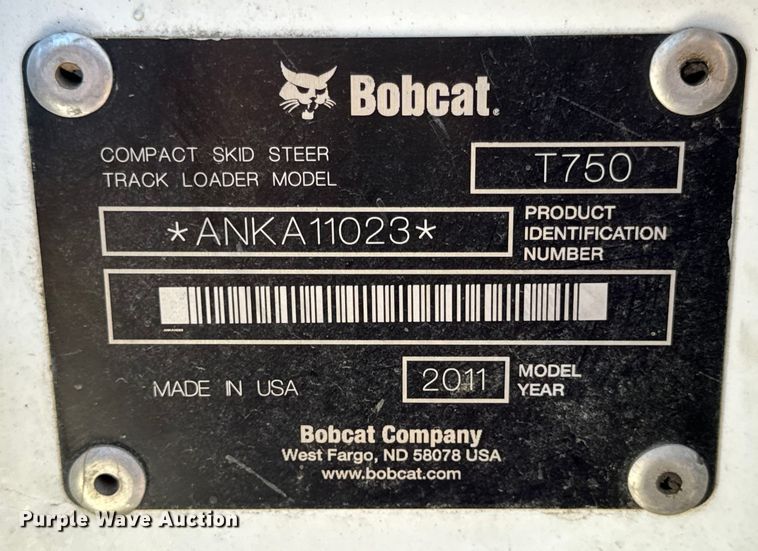 Bobcat.
COMPACT SKID STEER
TRACK LOADER MODEL
T750
*ANKA11023*
PRODUCT
IDENTIFICATION
NUMBER
MADE IN USA
2011
MODEL
YEAR
Bobcat Company
West Fargo, ND 58078 USA
www.bobcat.com
Purple Wave Auction